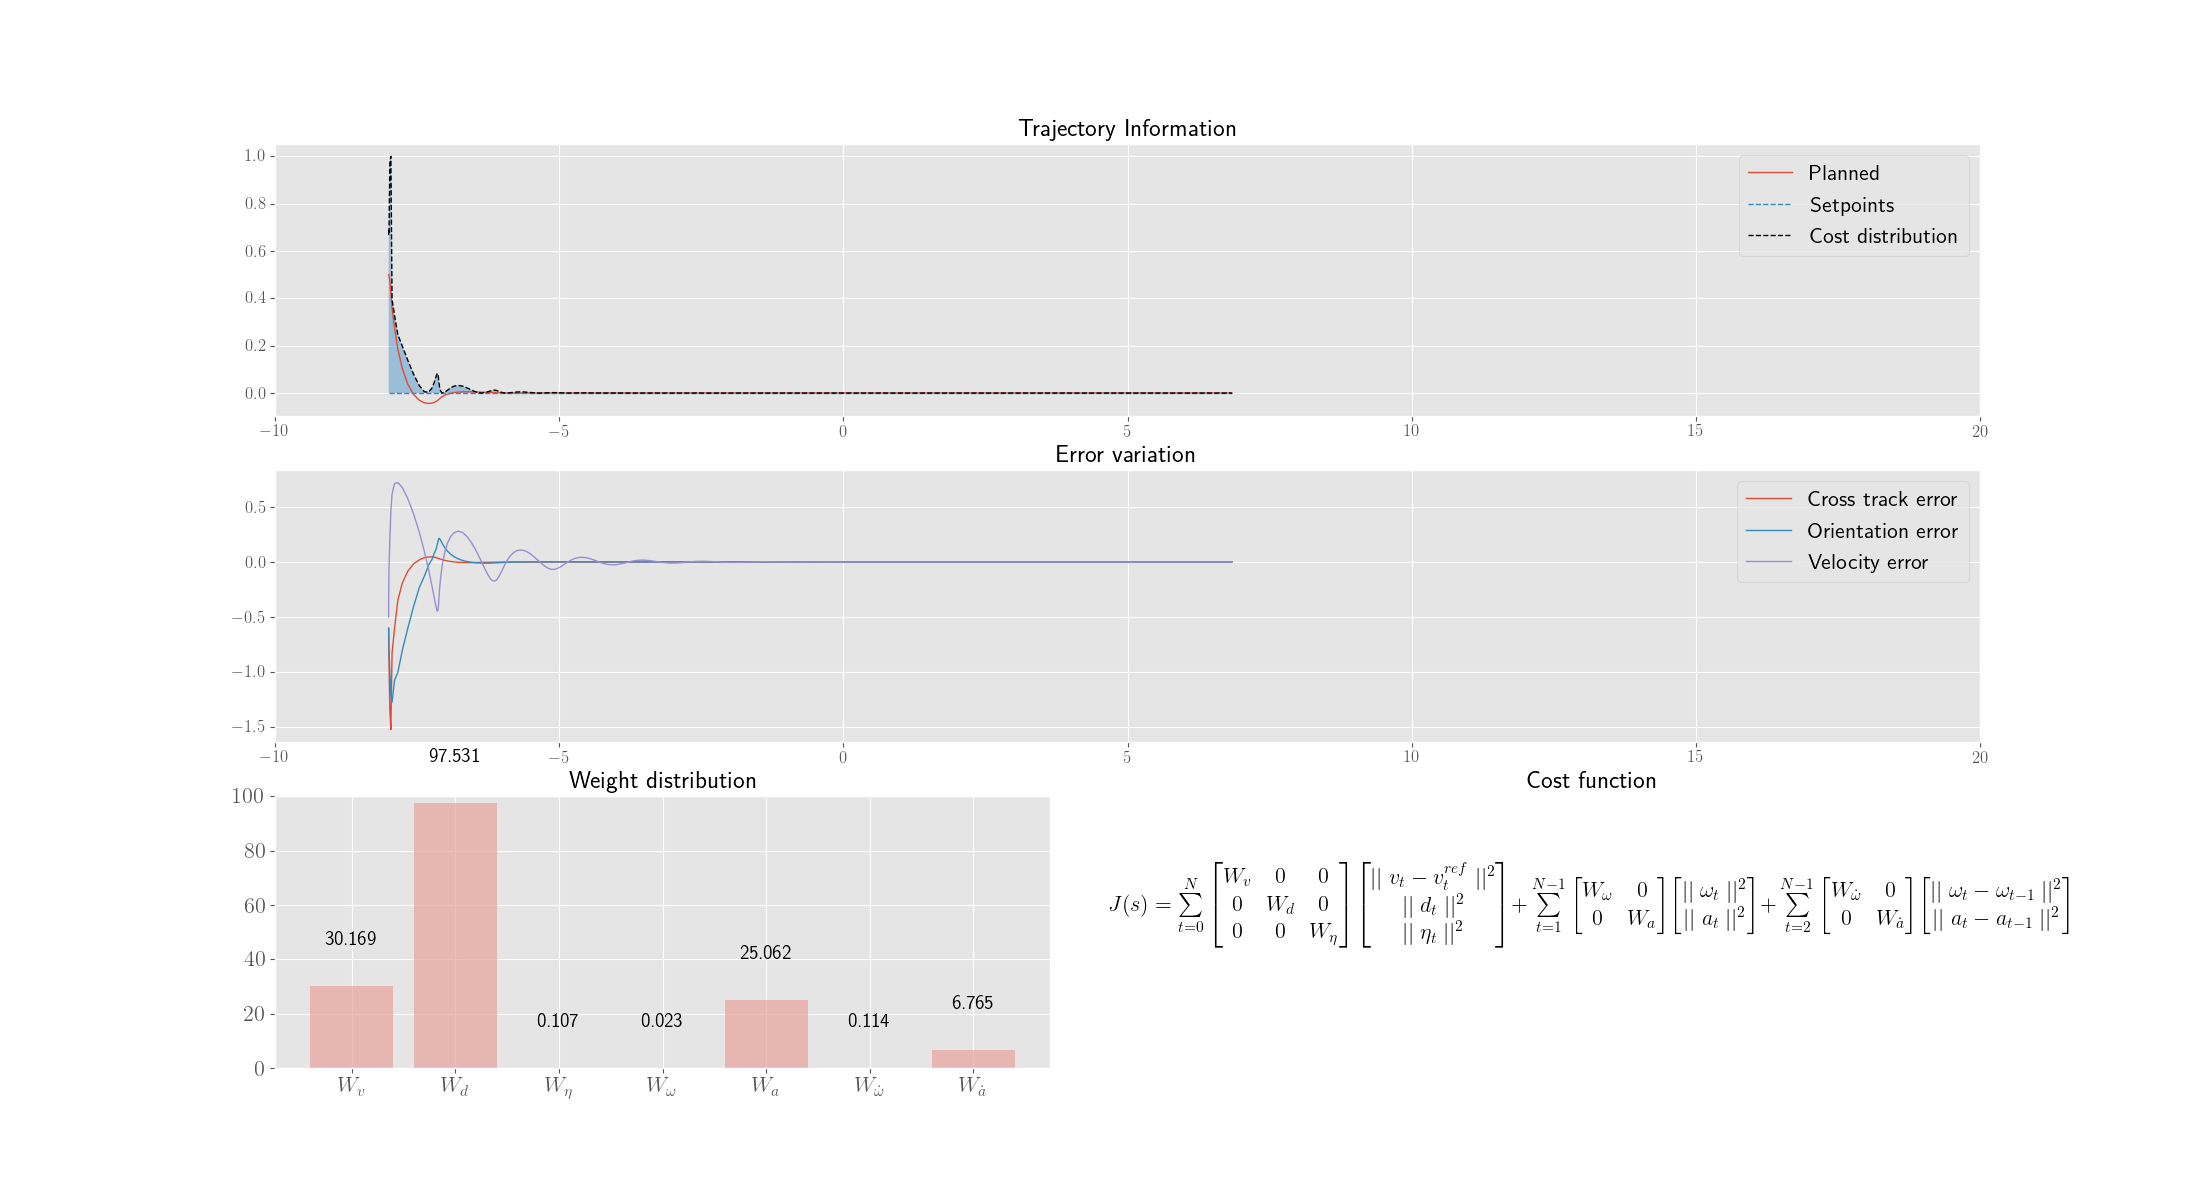 Trajectory Information
1.0
0.8
0.6
0.4
0.2
0.0
Planned
Setpoints
Cost distribution
−10 −5 0 5 10 15 20
Error variation
0.5
0.0
−0.5
−1.0
−1.5
Cross track error
Orientation error
Velocity error
−10 −5 0 5 10 15 20
97.531
Weight distribution
100
80
60
40
20
0
30.169
0.107
0.023
25.062
0.114
6.765
W_v W_d W_η W_ω W_a W_ω̇ W_ȧ
Cost function
J(s) = ∑_{t=0}^{N} [W_v 0 0; 0 W_d 0; 0 0 W_η] [|| v_t − v_t^{ref} ||²; || d_t ||²; || η_t ||²] + ∑_{t=1}^{N−1} [W_ω 0; 0 W_a] [|| ω_t ||²; || a_t ||²] + ∑_{t=2}^{N−1} [W_ω̇ 0; 0 W_ȧ] [|| ω_t − ω_{t−1} ||²; || a_t − a_{t−1} ||²]